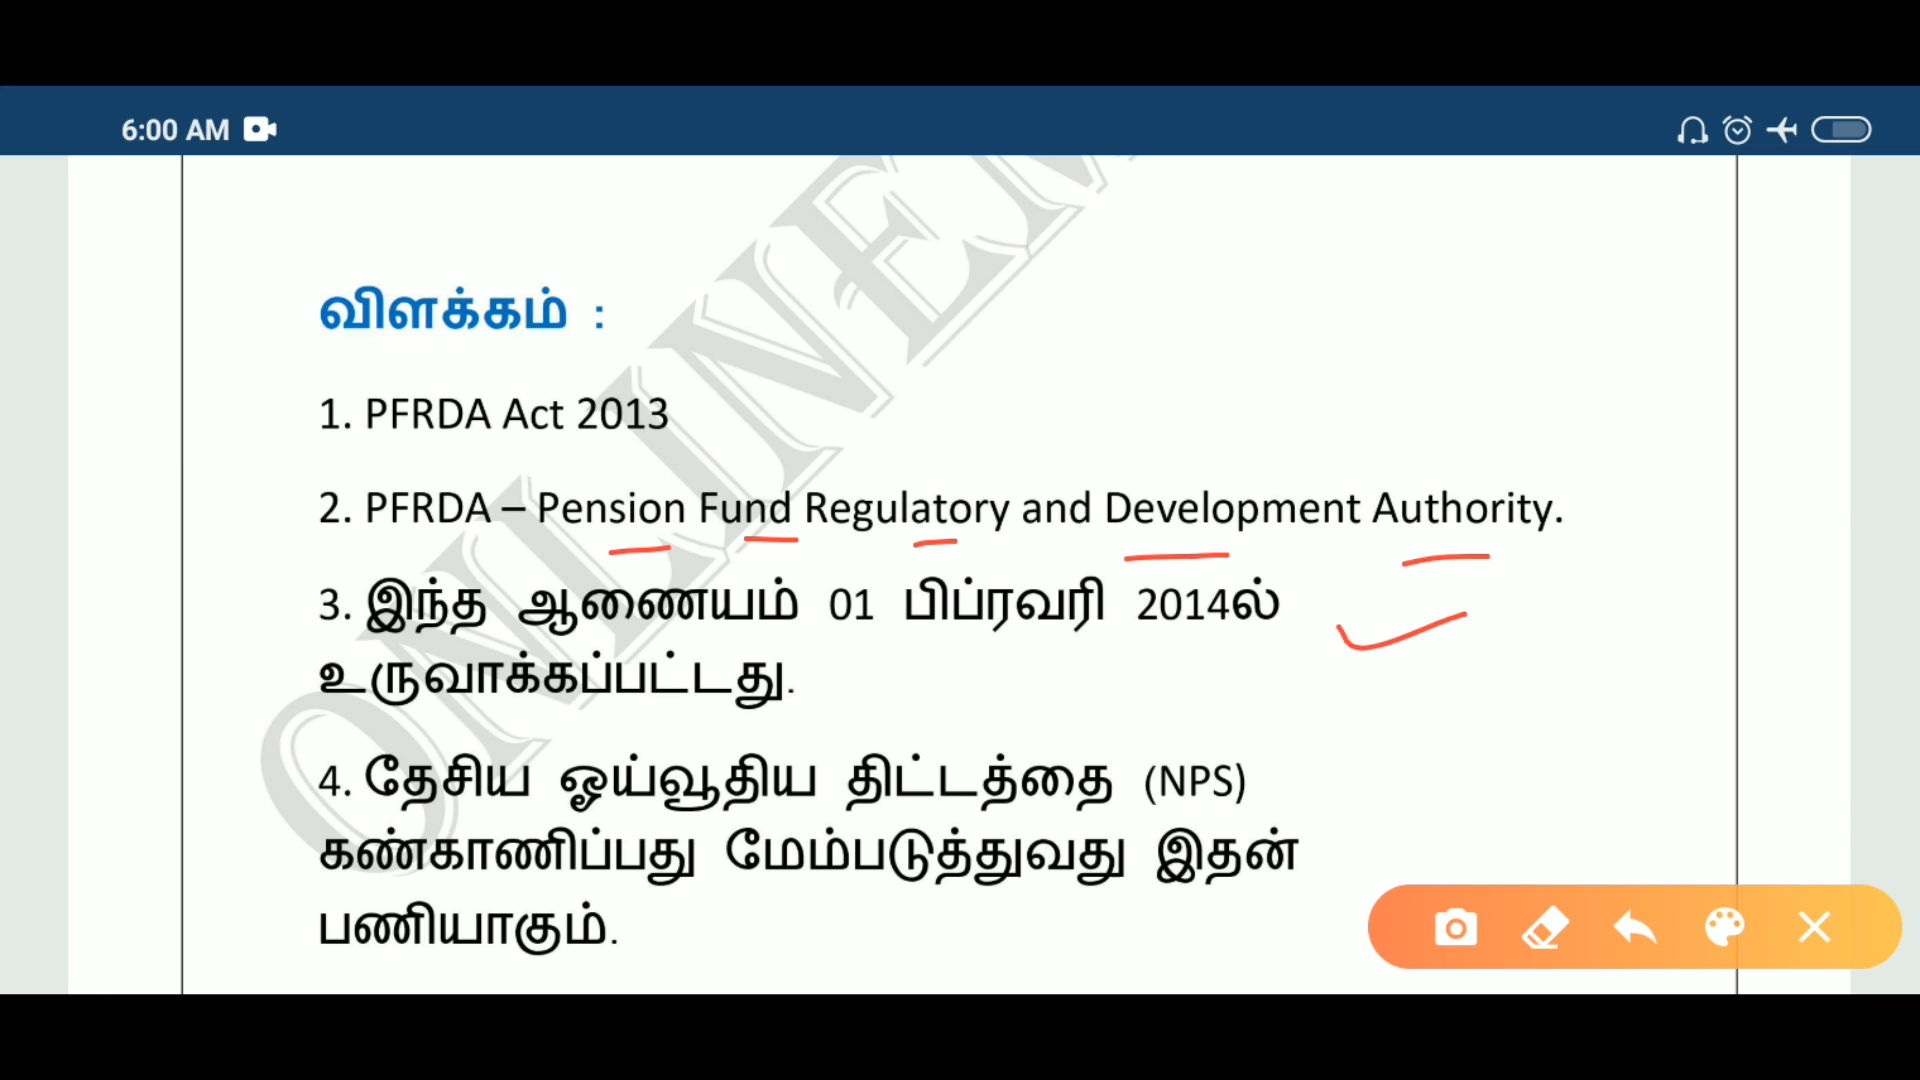 6:00 AM
ONLINEM
விளக்கம் :
1. PFRDA Act 2013
2. PFRDA – Pension Fund Regulatory and Development Authority.
3. இந்த ஆணையம் 01 பிப்ரவரி 2014ல்
உருவாக்கப்பட்டது.
4. தேசிய ஓய்வூதிய திட்டத்தை (NPS)
கண்காணிப்பது மேம்படுத்துவது இதன்
பணியாகும்.